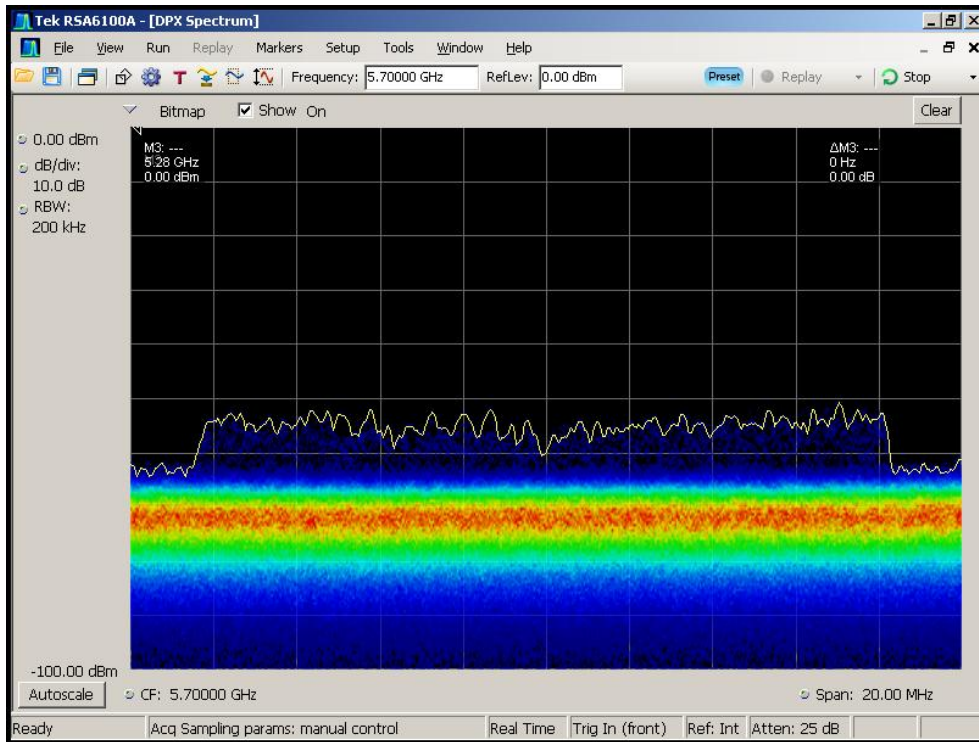 Tek RSA6100A - [DPX Spectrum]
File View Run Replay Markers Setup Tools Window Help
T Frequency: 5.70000 GHz RefLev: 0.00 dBm Preset Replay Stop
Bitmap Show On Clear
0.00 dBm
dB/div:
10.0 dB
RBW:
200 kHz
M3: ---
5.28 GHz
0.00 dBm
ΔM3: ---
0 Hz
0.00 dB
-100.00 dBm
Autoscale CF: 5.70000 GHz Span: 20.00 MHz
Ready Acq Sampling params: manual control Real Time Trig In (front) Ref: Int Atten: 25 dB